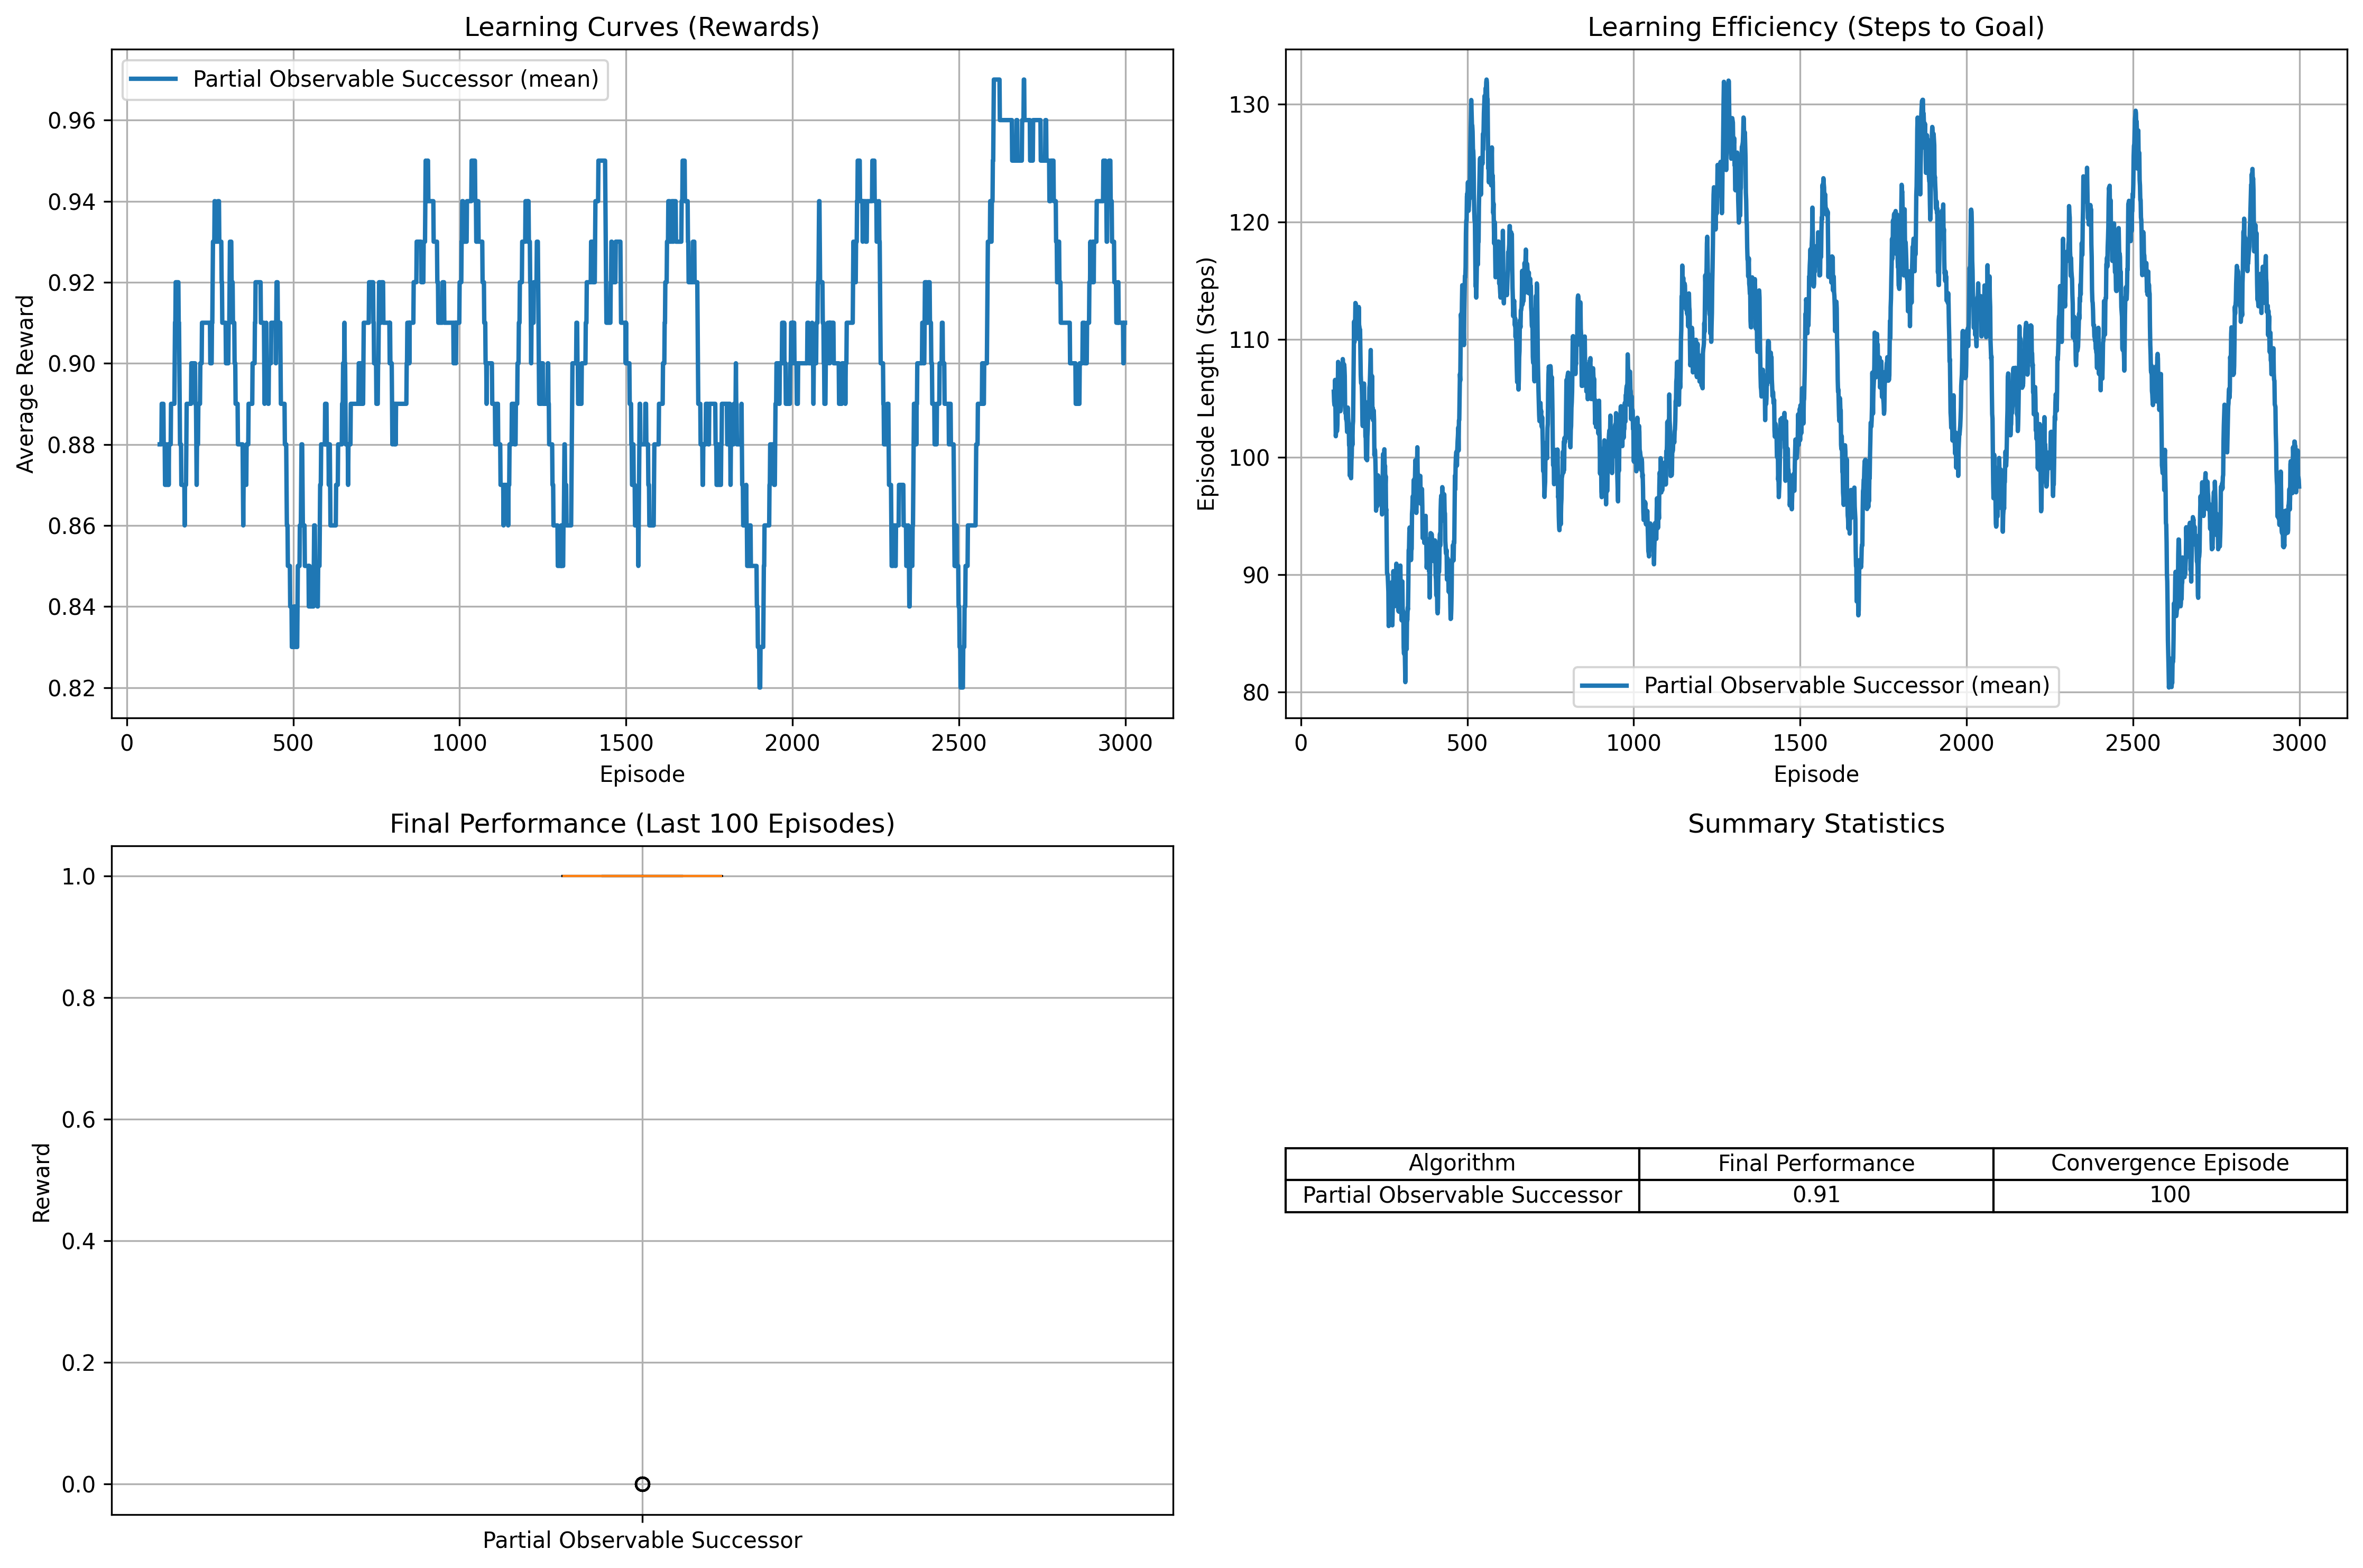 Learning Curves (Rewards)
Partial Observable Successor (mean)
Average Reward
0.96
0.94
0.92
0.90
0.88
0.86
0.84
0.82
0 500 1000 1500 2000 2500 3000
Episode
Learning Efficiency (Steps to Goal)
Episode Length (Steps)
130
120
110
100
90
80
Partial Observable Successor (mean)
0 500 1000 1500 2000 2500 3000
Episode
Final Performance (Last 100 Episodes)
Reward
1.0
0.8
0.6
0.4
0.2
0.0
Partial Observable Successor
Summary Statistics
Algorithm Final Performance Convergence Episode
Partial Observable Successor 0.91 100